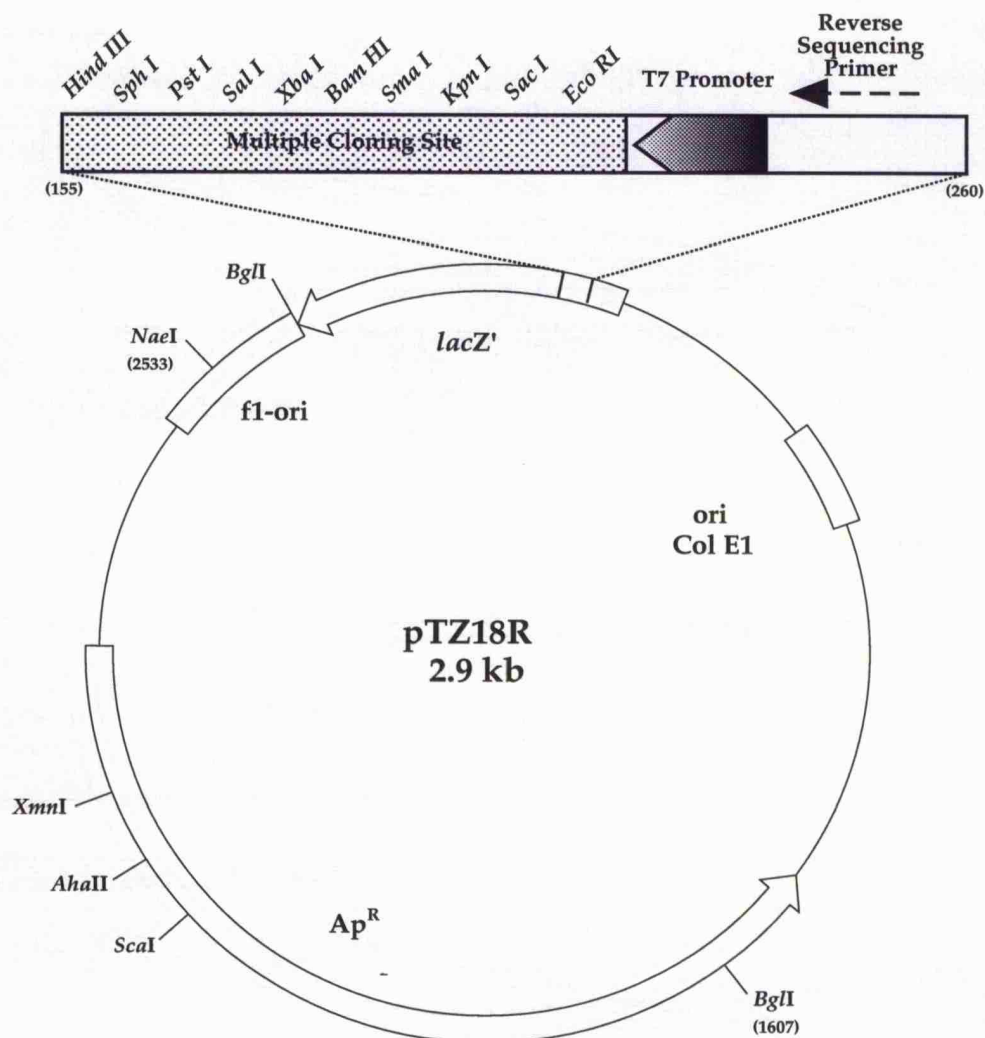 Reverse
Sequencing
Primer
Hind III
Sph I
Pst I
Sal I
Xba I
Bam HI
Sma I
Kpn I
Sac I
Eco RI
T7 Promoter
Multiple Cloning Site
(155)
(260)
BglI
NaeI
(2533)
lacZ'
f1-ori
ori
Col E1
pTZ18R
2.9 kb
XmnI
AhaII
ScaI
ApR
BglI
(1607)